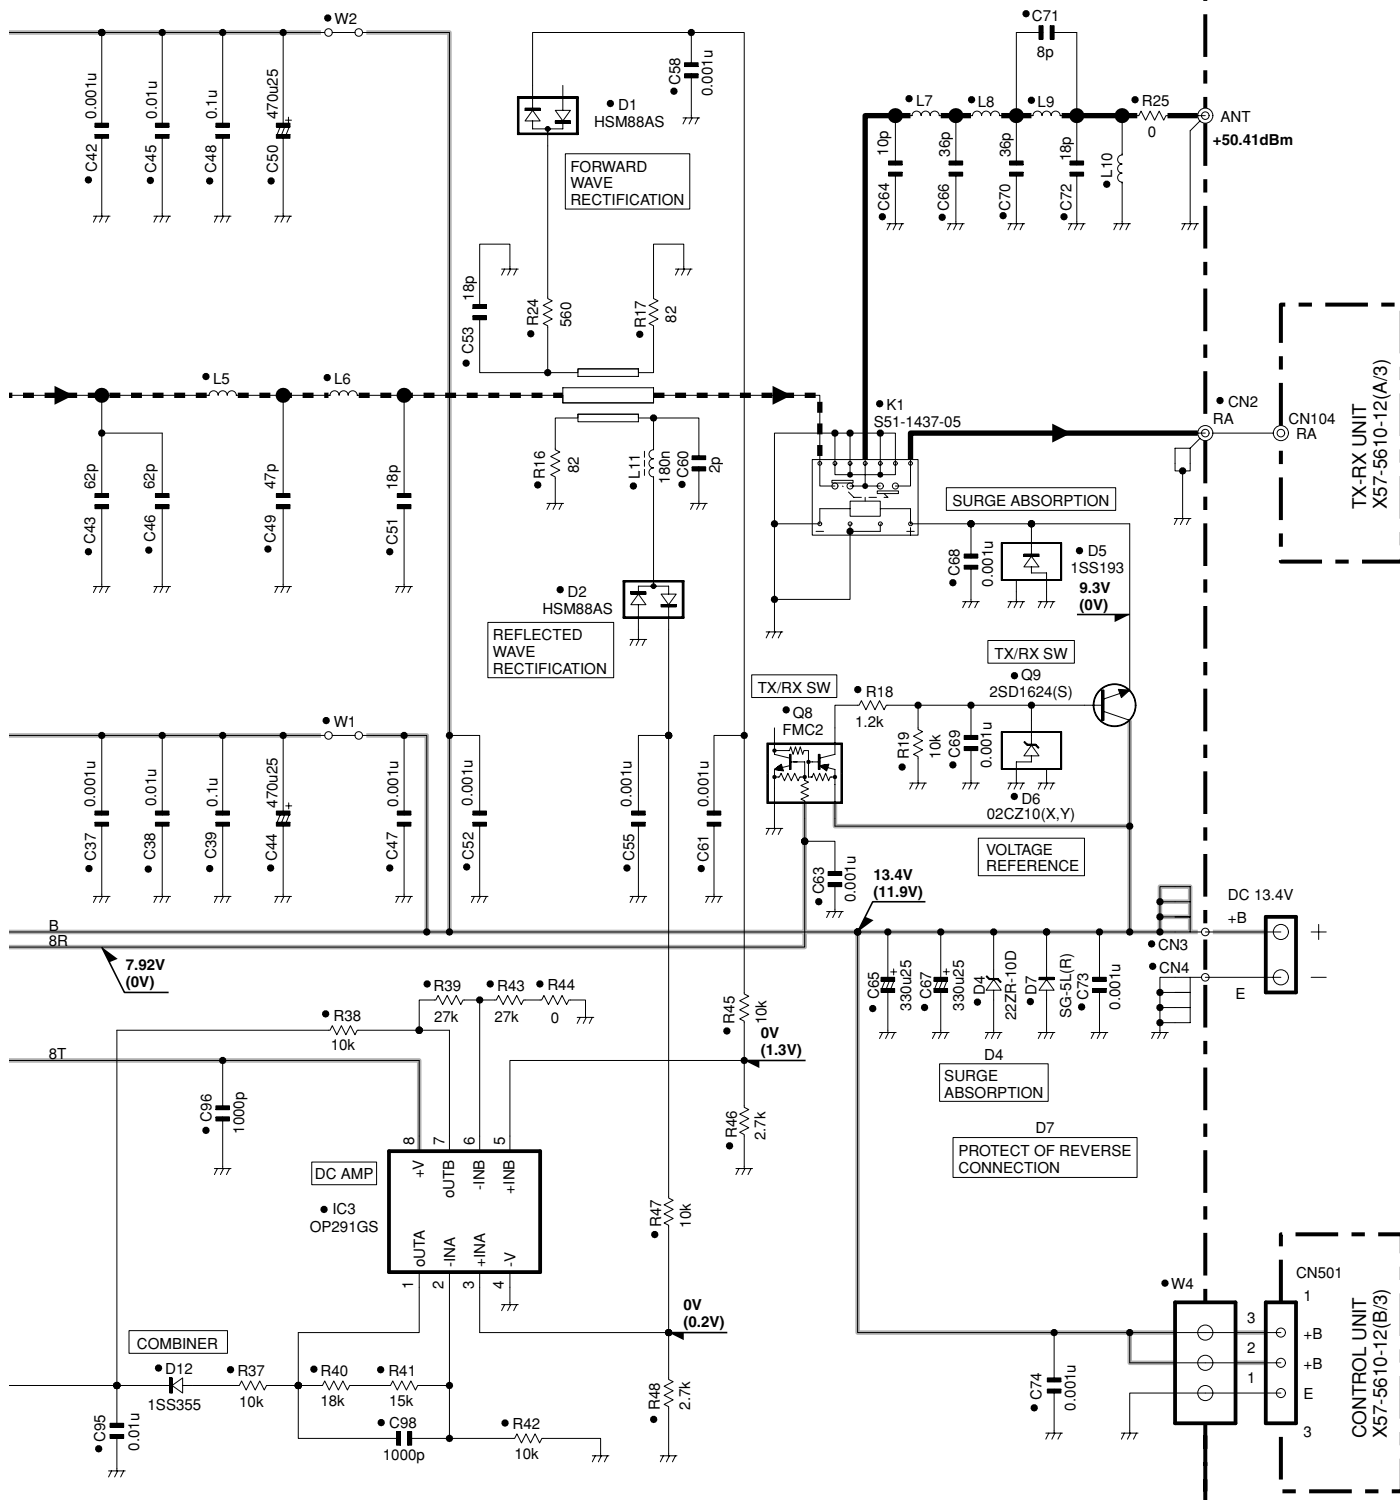 W2
C42 0.001u
C45 0.01u
C48 0.1u
C50 470u25 +
C58 0.001u
D1
HSM88AS
FORWARD
WAVE
RECTIFICATION
C71
8p
L7
L8
L9
R25
0
ANT
+50.41dBm
C64 10p
C66 36p
C70 36p
C72 18p
L10
C53 18p
R24 560
R17 82
L5
L6
K1
S51-1437-05
CN2
RA
CN104
RA
TX-RX UNIT
X57-5610-12(A/3)
C43 62p
C46 62p
C49 47p
C51 18p
R16 82
L11 180n
C60 2p
− +
SURGE ABSORPTION
C68 0.001u
D5
1SS193
9.3V
(0V)
D2
HSM88AS
REFLECTED
WAVE
RECTIFICATION
TX/RX SW
Q9
2SD1624(S)
TX/RX SW
Q8
FMC2
R18
1.2k
R19 10k
C69 0.001u
D6
02CZ10(X,Y)
VOLTAGE
REFERENCE
W1
C37 0.001u
C38 0.01u
C39 0.1u
C44 470u25 +
C47 0.001u
C52 0.001u
C55 0.001u
C61 0.001u
C63 0.001u
13.4V
(11.9V)
B
8R
7.92V
(0V)
DC 13.4V
+B
+
CN3
CN4
−
E
C65 330u25 +
C67 330u25 +
D4 22ZR-10D
D7 SG-5L(R)
C73 0.001u
R39
27k
R43
27k
R44
0
R38
10k
R45 10k
0V
(1.3V)
8T
C96 1000p
R46 2.7k
D4
SURGE
ABSORPTION
D7
PROTECT OF REVERSE
CONNECTION
DC AMP
IC3
OP291GS
8 7 6 5
+V oUTB -INB +INB
oUTA -INA +INA -V
1 2 3 4
R47 10k
0V
(0.2V)
R48 2.7k
COMBINER
D12
1SS355
R37
10k
R40
18k
R41
15k
C98
1000p
R42
10k
C95 0.01u
C74 0.001u
W4
CN501
1
3
+B
2
+B
1
E
3
CONTROL UNIT
X57-5610-12(B/3)